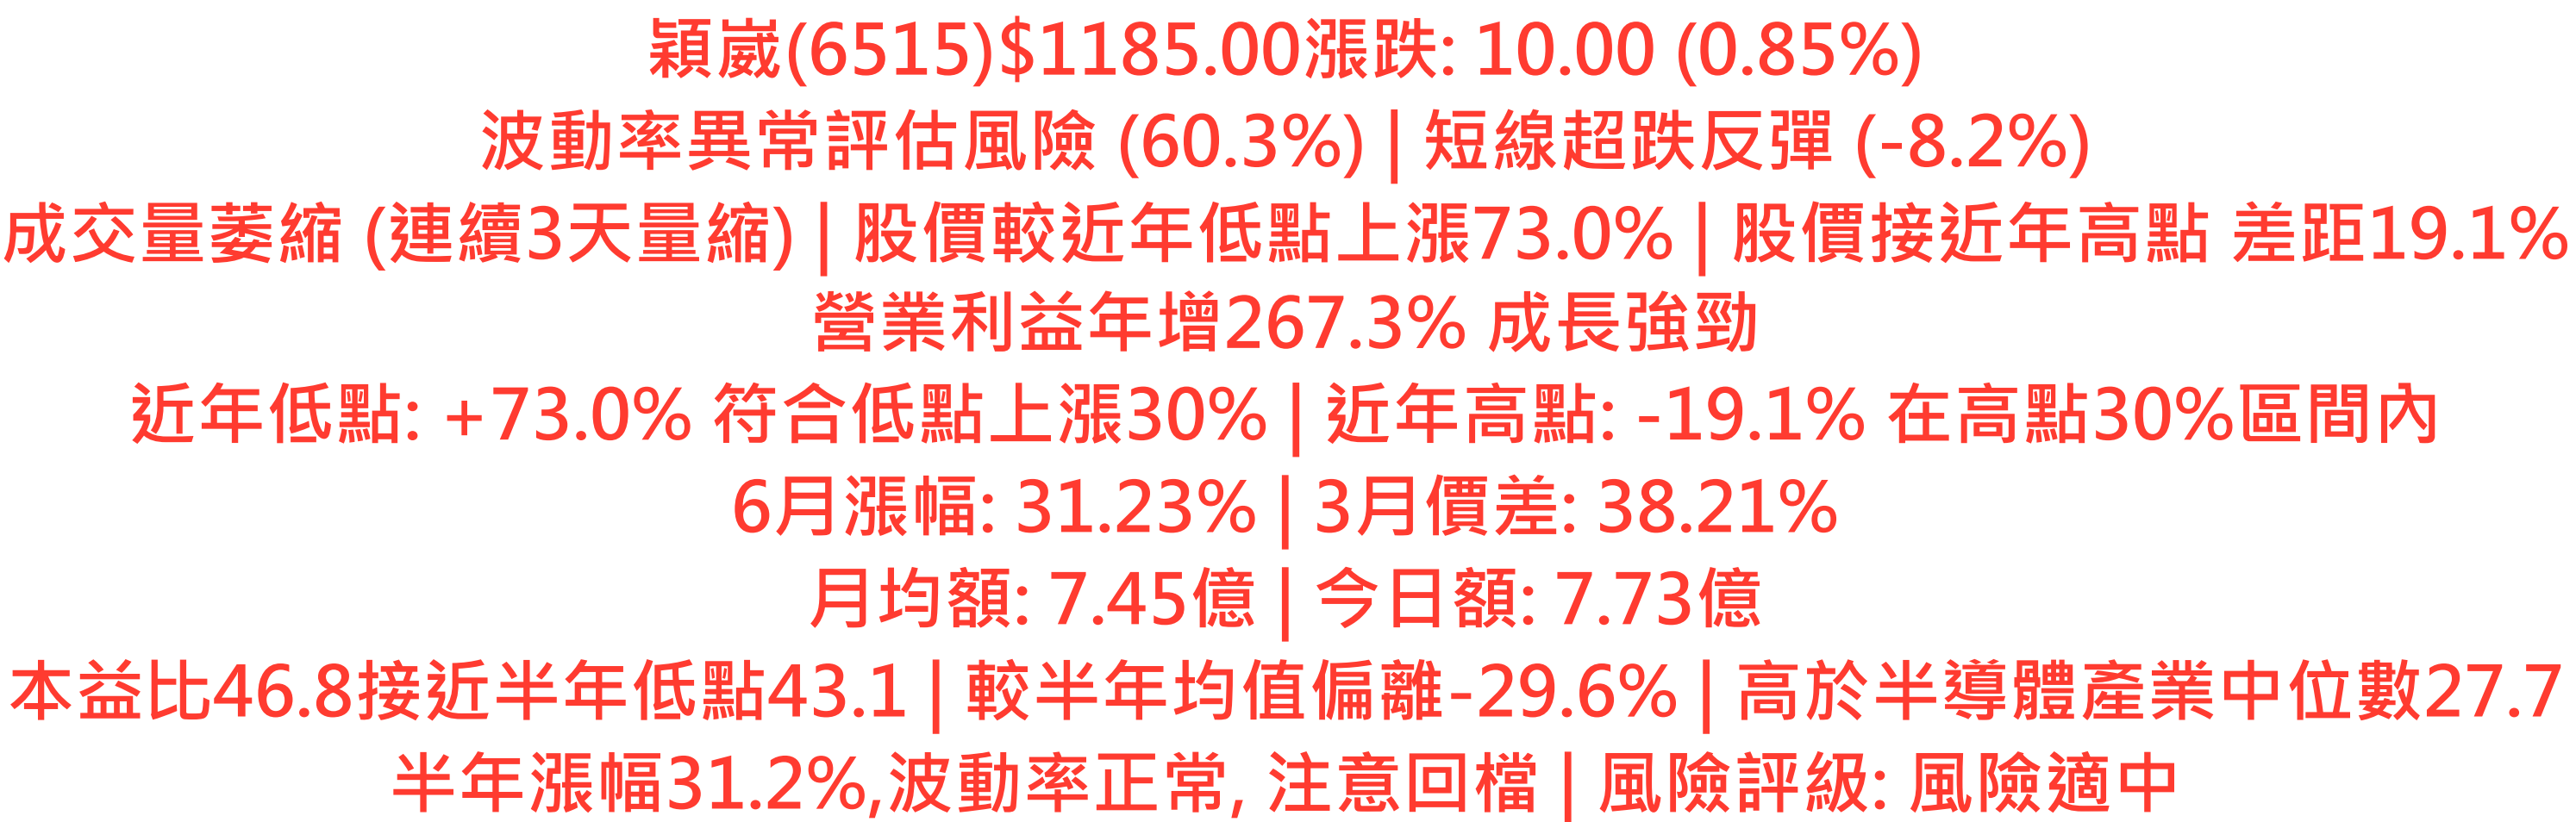 穎崴(6515)$1185.00漲跌: 10.00 (0.85%)
波動率異常評估風險 (60.3%) | 短線超跌反彈 (-8.2%)
成交量萎縮 (連續3天量縮) | 股價較近年低點上漲73.0% | 股價接近年高點 差距19.1%
營業利益年增267.3% 成長強勁
近年低點: +73.0% 符合低點上漲30% | 近年高點: -19.1% 在高點30%區間內
6月漲幅: 31.23% | 3月價差: 38.21%
月均額: 7.45億 | 今日額: 7.73億
本益比46.8接近半年低點43.1 | 較半年均值偏離-29.6% | 高於半導體產業中位數27.7
半年漲幅31.2%,波動率正常, 注意回檔 | 風險評級: 風險適中